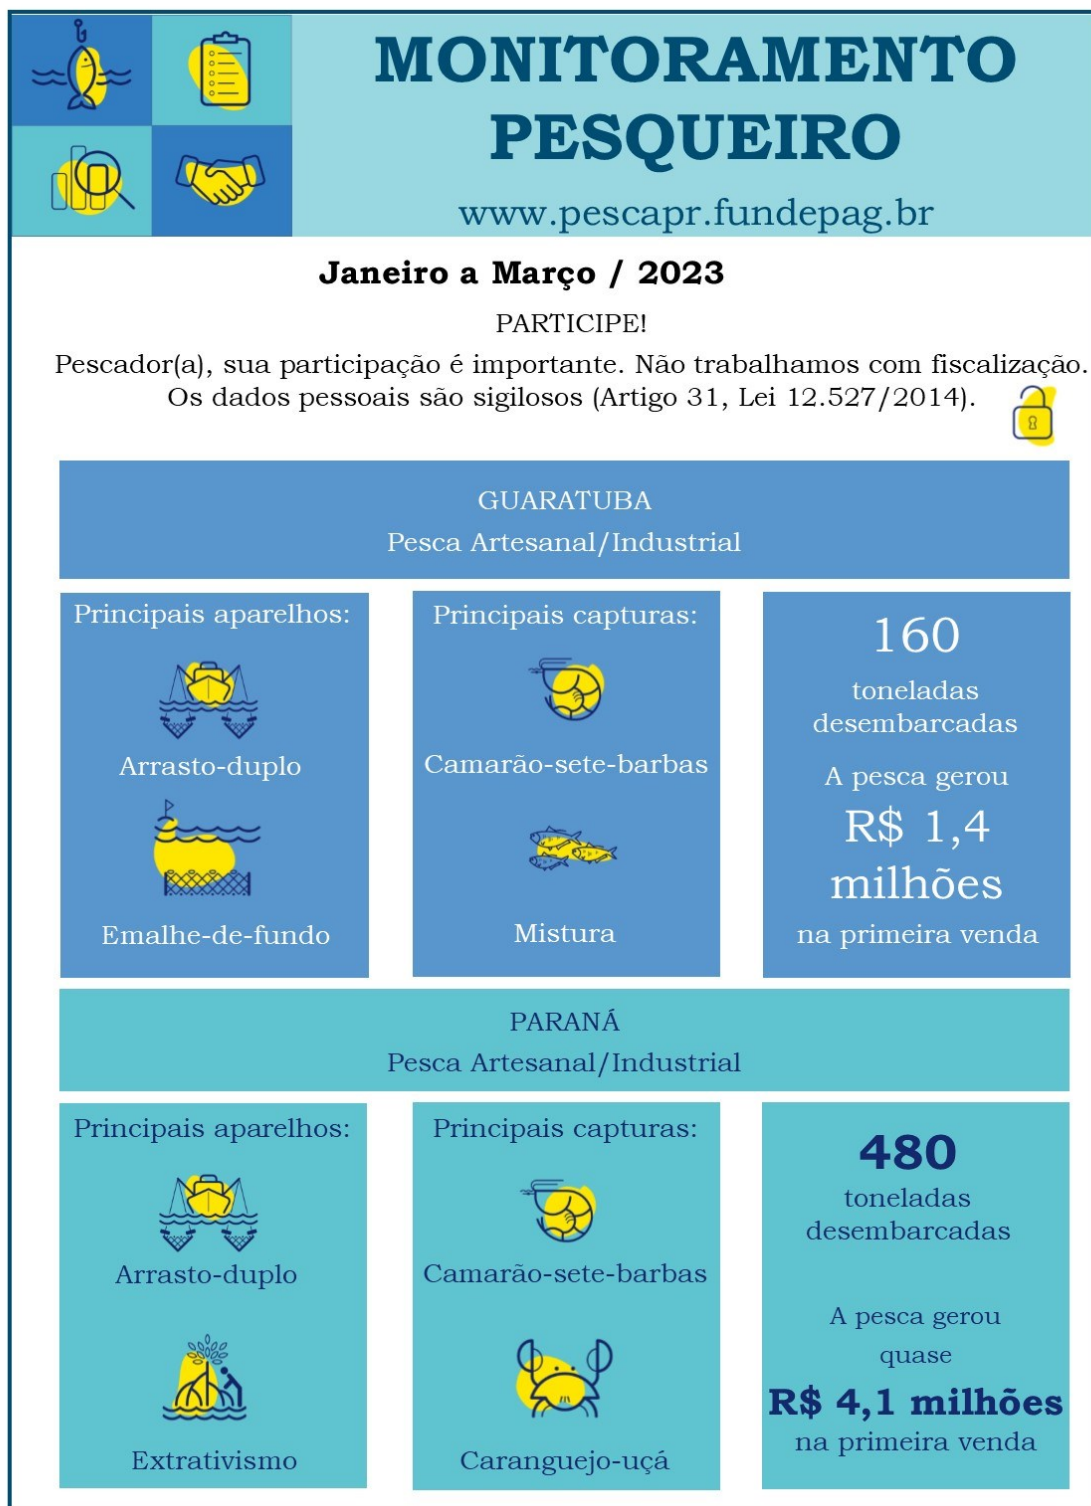 MONITORAMENTO
PESQUEIRO
www.pescapr.fundepag.br
Janeiro a Março / 2023
PARTICIPE!
Pescador(a), sua participação é importante. Não trabalhamos com fiscalização.
Os dados pessoais são sigilosos (Artigo 31, Lei 12.527/2014).
GUARATUBA
Pesca Artesanal/Industrial
Principais aparelhos:
Arrasto-duplo
Emalhe-de-fundo
Principais capturas:
Camarão-sete-barbas
Mistura
160
toneladas
desembarcadas
A pesca gerou
R$ 1,4
milhões
na primeira venda
PARANÁ
Pesca Artesanal/Industrial
Principais aparelhos:
Arrasto-duplo
Extrativismo
Principais capturas:
Camarão-sete-barbas
Caranguejo-uçá
480
toneladas
desembarcadas
A pesca gerou
quase
R$ 4,1 milhões
na primeira venda